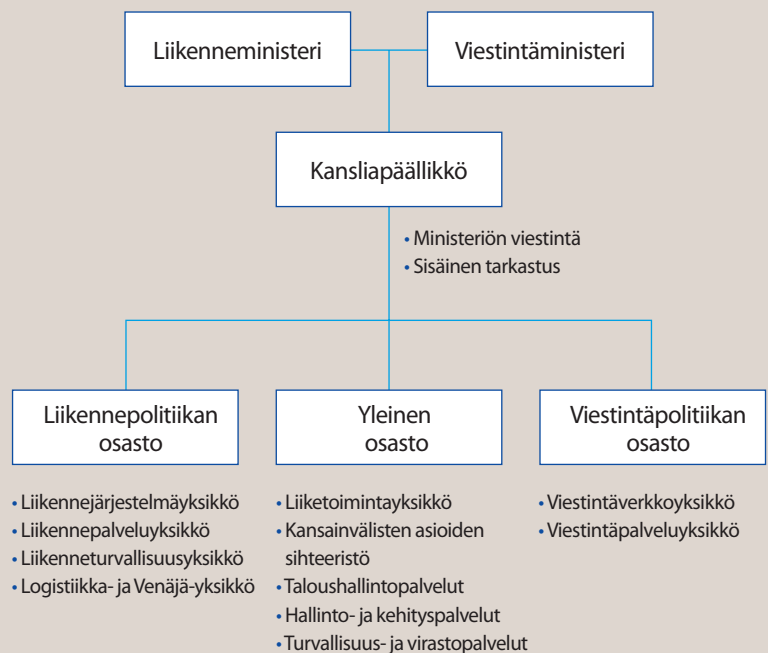 Liikenneministeri
Viestintäministeri
Kansliapäällikkö
• Ministeriön viestintä
• Sisäinen tarkastus
Liikennepolitiikan
osasto
• Liikennejärjestelmäyksikkö
• Liikennepalveluyksikkö
• Liikenneturvallisuusyksikkö
• Logistiikka- ja Venäjä-yksikkö
Yleinen
osasto
• Liiketoimintayksikkö
• Kansainvälisten asioiden
sihteeristö
• Taloushallintopalvelut
• Hallinto- ja kehityspalvelut
• Turvallisuus- ja virastopalvelut
Viestintäpolitiikan
osasto
• Viestintäverkkoyksikkö
• Viestintäpalveluyksikkö